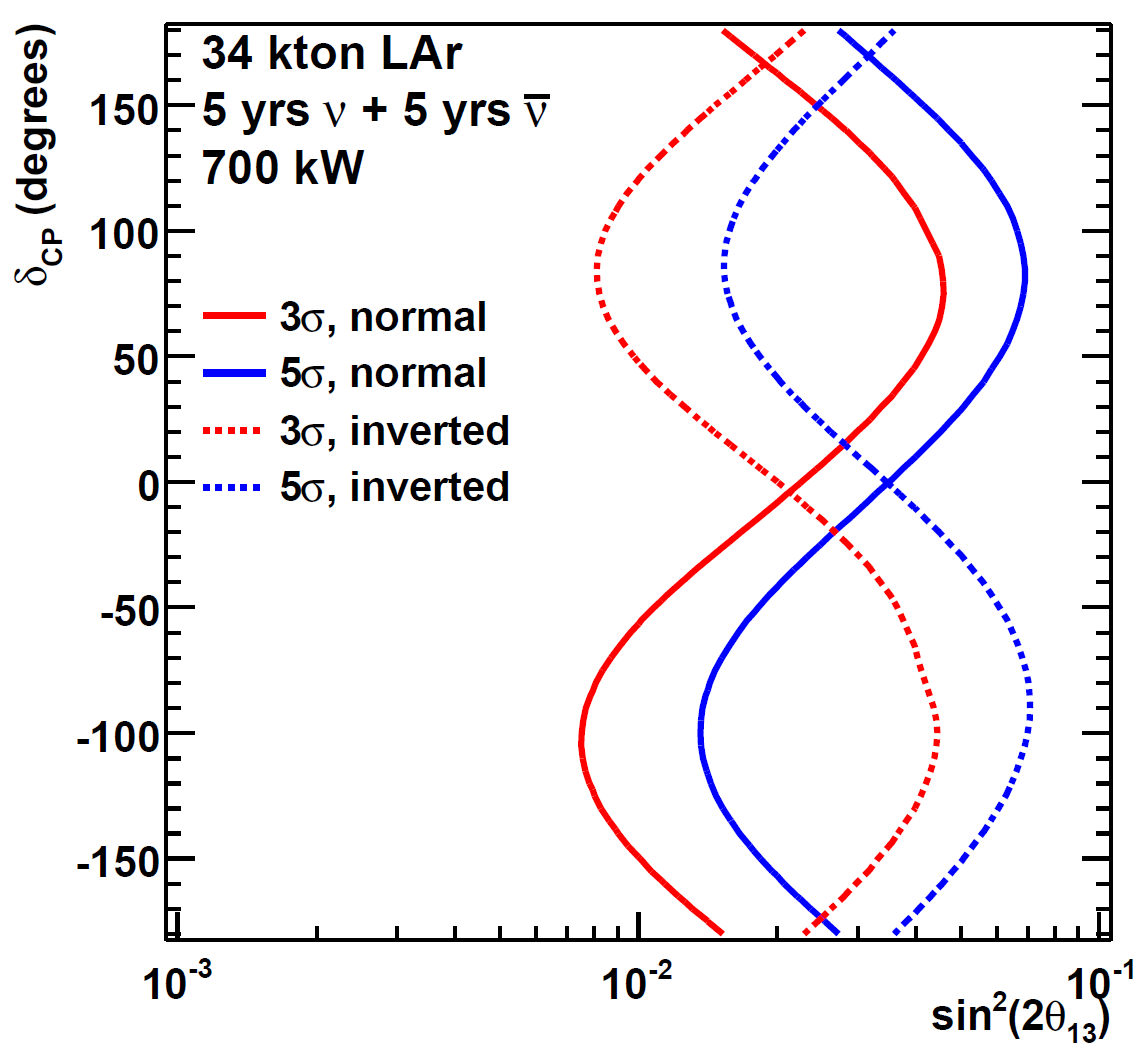 34 kton LAr
5 yrs ν + 5 yrs ν̅
700 kW
δCP (degrees)
150
100
50
0
-50
-100
-150
3σ, normal
5σ, normal
3σ, inverted
5σ, inverted
10⁻³
10⁻²
10⁻¹
sin²(2θ₁₃)